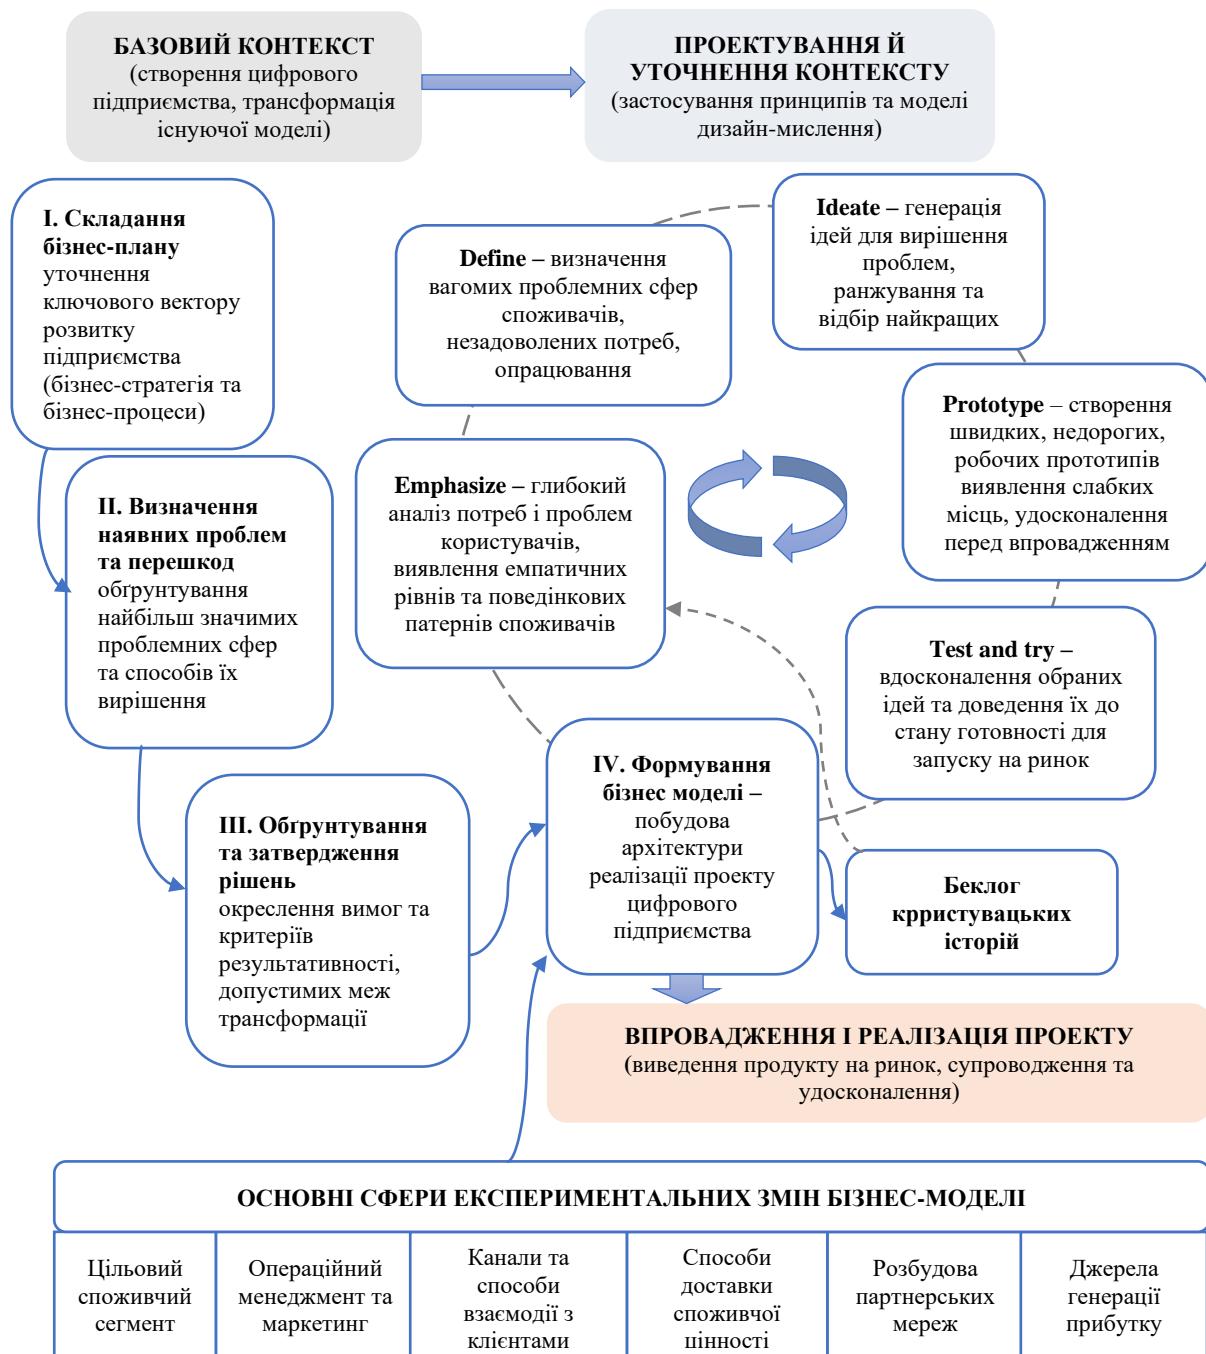 БАЗОВИЙ КОНТЕКСТ
(створення цифрового
підприємства, трансформація
існуючої моделі)
ПРОЕКТУВАННЯ Й
УТОЧНЕННЯ КОНТЕКСТУ
(застосування принципів та моделі
дизайн-мислення)
І. Складання
бізнес-плану
уточнення
ключового вектору
розвитку
підприємства
(бізнес-стратегія та
бізнес-процеси)
ІІ. Визначення
наявних проблем
та перешкод
обґрунтування
найбільш значимих
проблемних сфер
та способів їх
вирішення
ІІІ. Обґрунтування
та затвердження
рішень
окреслення вимог та
критеріїв
результативності,
допустимих меж
трансформації
IV. Формування
бізнес моделі –
побудова
архітектури
реалізації проекту
цифрового
підприємства
Emphasize – глибокий
аналіз потреб і проблем
користувачів,
виявлення емпатичних
рівнів та поведінкових
патернів споживачів
Define – визначення
вагомих проблемних сфер
споживачів,
незадоволених потреб,
опрацювання
Ideate – генерація
ідей для вирішення
проблем,
ранжування та
відбір найкращих
Prototype – створення
швидких, недорогих,
робочих прототипів
виявлення слабких
місць, удосконалення
перед впровадженням
Test and try –
вдосконалення обраних
ідей та доведення їх до
стану готовності для
запуску на ринок
Беклог
крристувацьких
історій
ВПРОВАДЖЕННЯ І РЕАЛІЗАЦІЯ ПРОЕКТУ
(виведення продукту на ринок, супроводження та
удосконалення)
ОСНОВНІ СФЕРИ ЕКСПЕРИМЕНТАЛЬНИХ ЗМІН БІЗНЕС-МОДЕЛІ
Цільовий
споживчий
сегмент
Операційний
менеджмент та
маркетинг
Канали та
способи
взаємодії з
клієнтами
Способи
доставки
споживчої
цінності
Розбудова
партнерських
мереж
Джерела
генерації
прибутку